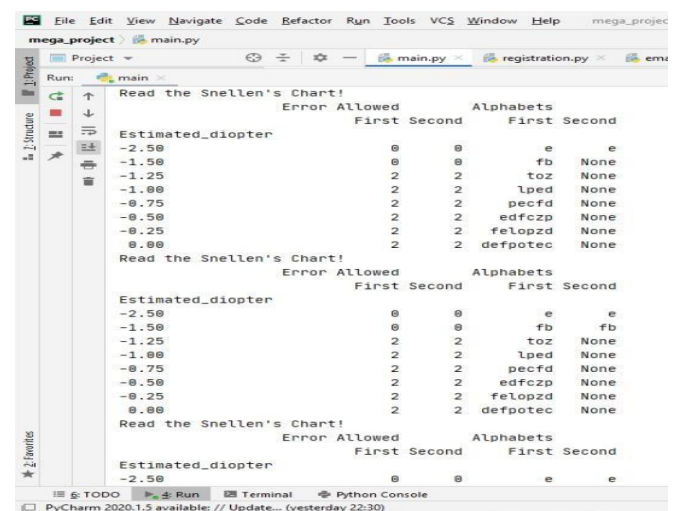 PC File Edit View Navigate Code Refactor Run Tools VCS Window Help mega_projec
mega_project main.py
1: Project Project main.py registration.py ema
Run: main
Read the Snellen's Chart!
Error Allowed Alphabets
First Second First Second
Estimated_diopter
-2.50 0 0 e e
-1.50 0 0 fb None
-1.25 2 2 toz None
-1.00 2 2 lped None
-0.75 2 2 pecfd None
-0.50 2 2 edfczp None
-0.25 2 2 felopzd None
0.00 2 2 defpotec None
Read the Snellen's Chart!
Error Allowed Alphabets
First Second First Second
Estimated_diopter
-2.50 0 0 e e
-1.50 0 0 fb fb
-1.25 2 2 toz None
-1.00 2 2 lped None
-0.75 2 2 pecfd None
-0.50 2 2 edfczp None
-0.25 2 2 felopzd None
0.00 2 2 defpotec None
Read the Snellen's Chart!
Error Allowed Alphabets
First Second First Second
Estimated_diopter
-2.50 0 0 e e
2: Structure
2: Favorites
6: TODO 4: Run Terminal Python Console
PyCharm 2020.1.5 available: // Update... (yesterday 22:30)